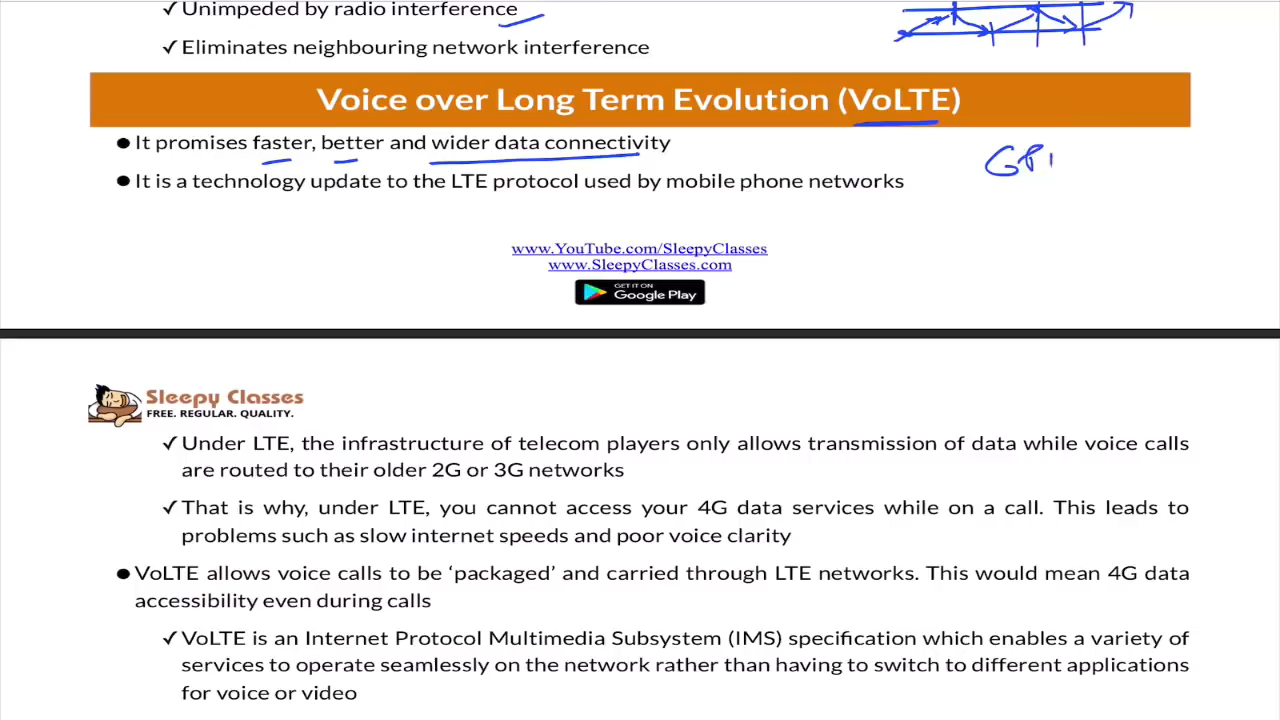 ✓ Unimpeded by radio interference
✓ Eliminates neighbouring network interference
Voice over Long Term Evolution (VoLTE)
● It promises faster, better and wider data connectivity
● It is a technology update to the LTE protocol used by mobile phone networks
www.YouTube.com/SleepyClasses
www.SleepyClasses.com
GET IT ON
Google Play
Sleepy Classes
FREE. REGULAR. QUALITY.
✓ Under LTE, the infrastructure of telecom players only allows transmission of data while voice calls
are routed to their older 2G or 3G networks
✓ That is why, under LTE, you cannot access your 4G data services while on a call. This leads to
problems such as slow internet speeds and poor voice clarity
● VoLTE allows voice calls to be ‘packaged’ and carried through LTE networks. This would mean 4G data
accessibility even during calls
✓ VoLTE is an Internet Protocol Multimedia Subsystem (IMS) specification which enables a variety of
services to operate seamlessly on the network rather than having to switch to different applications
for voice or video